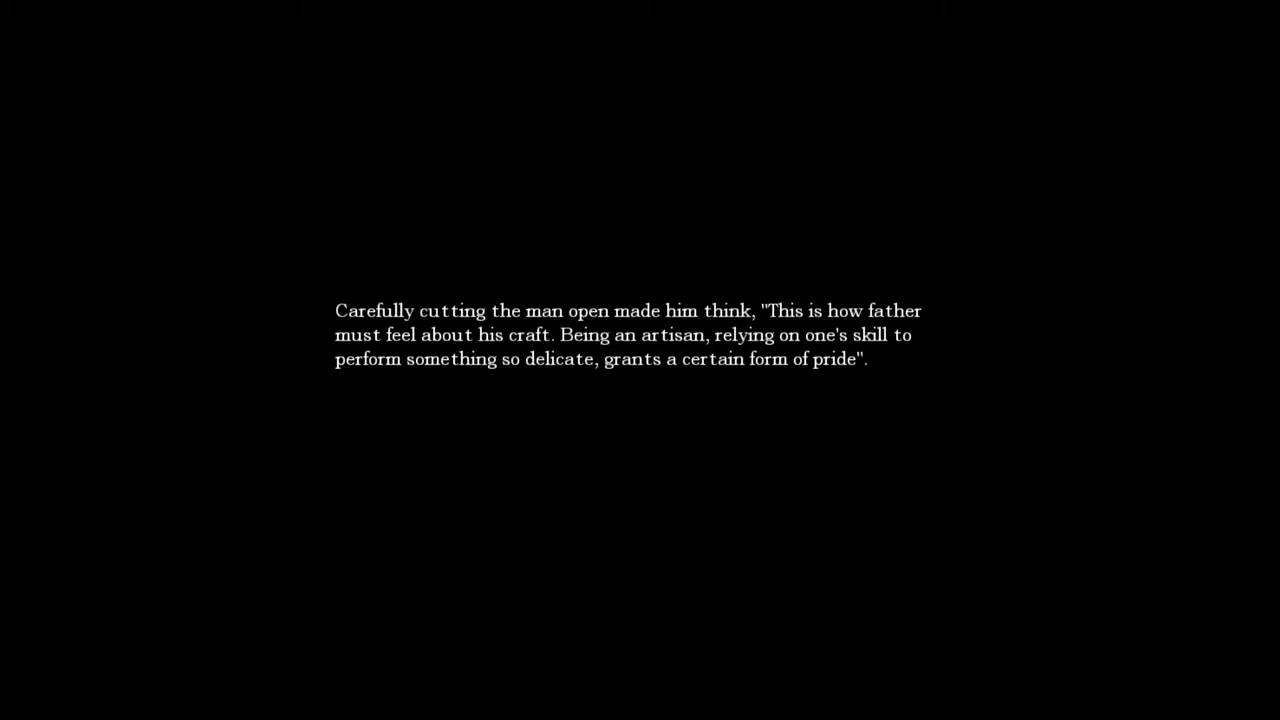 Carefully cutting the man open made him think, "This is how father
must feel about his craft. Being an artisan, relying on one's skill to
perform something so delicate, grants a certain form of pride".